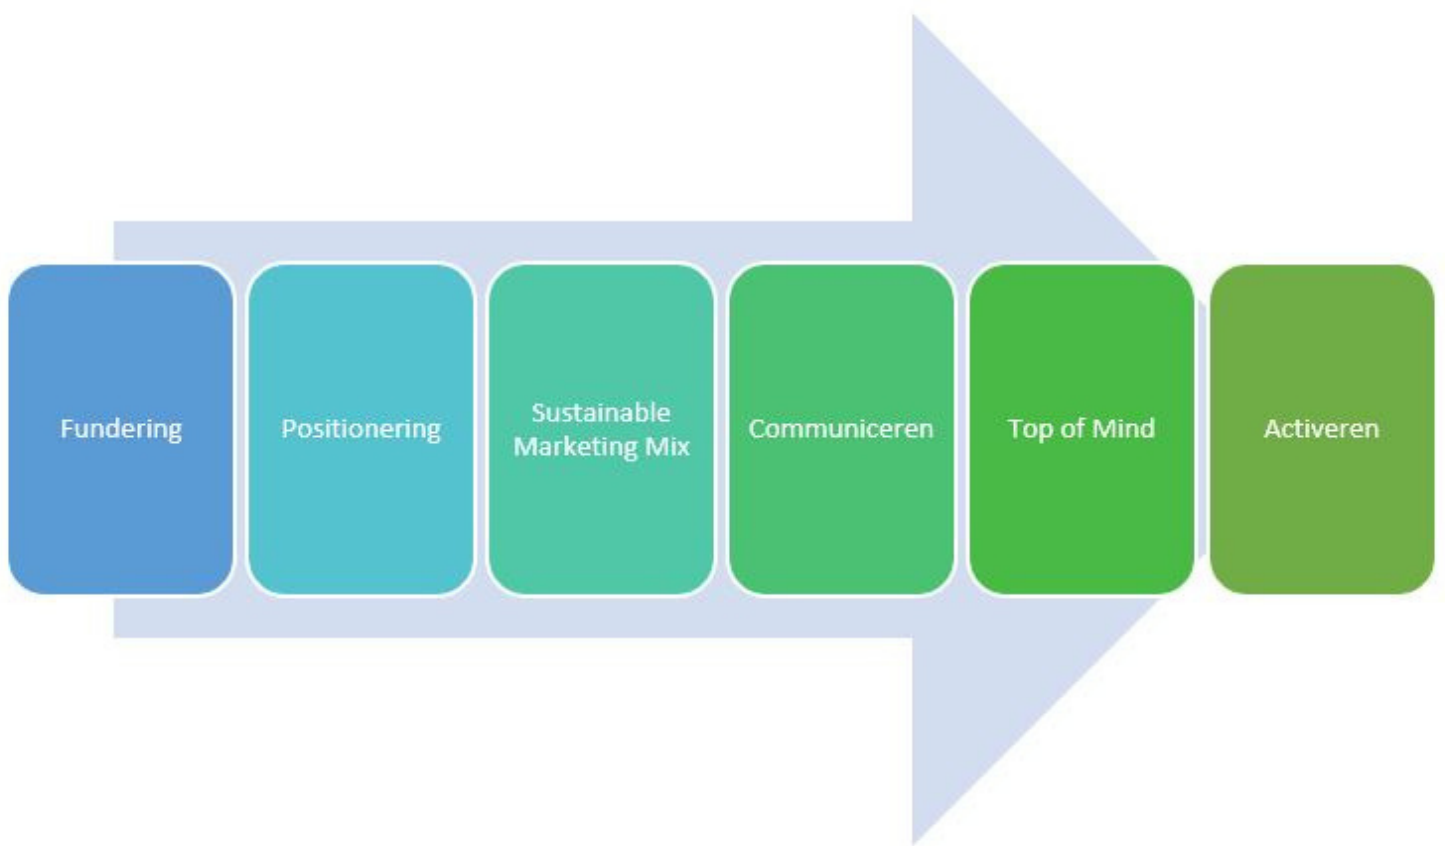 Fundering
Positionering
Sustainable
Marketing Mix
Communiceren
Top of Mind
Activeren